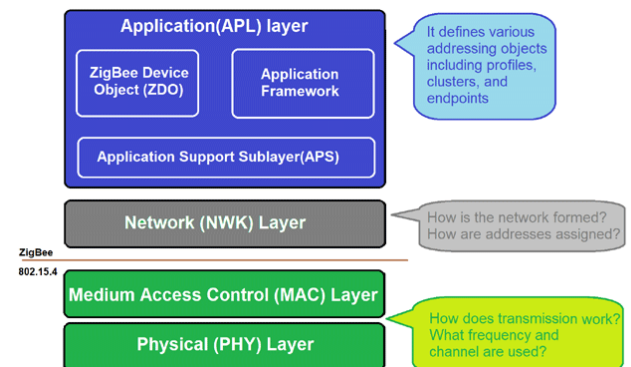 Application(APL) layer
ZigBee Device
Object (ZDO)
Application
Framework
Application Support Sublayer(APS)
It defines various
addressing objects
including profiles,
clusters, and
endpoints
Network (NWK) Layer
How is the network formed?
How are addresses assigned?
ZigBee
802.15.4
Medium Access Control (MAC) Layer
Physical (PHY) Layer
How does transmission work?
What frequency and
channel are used?